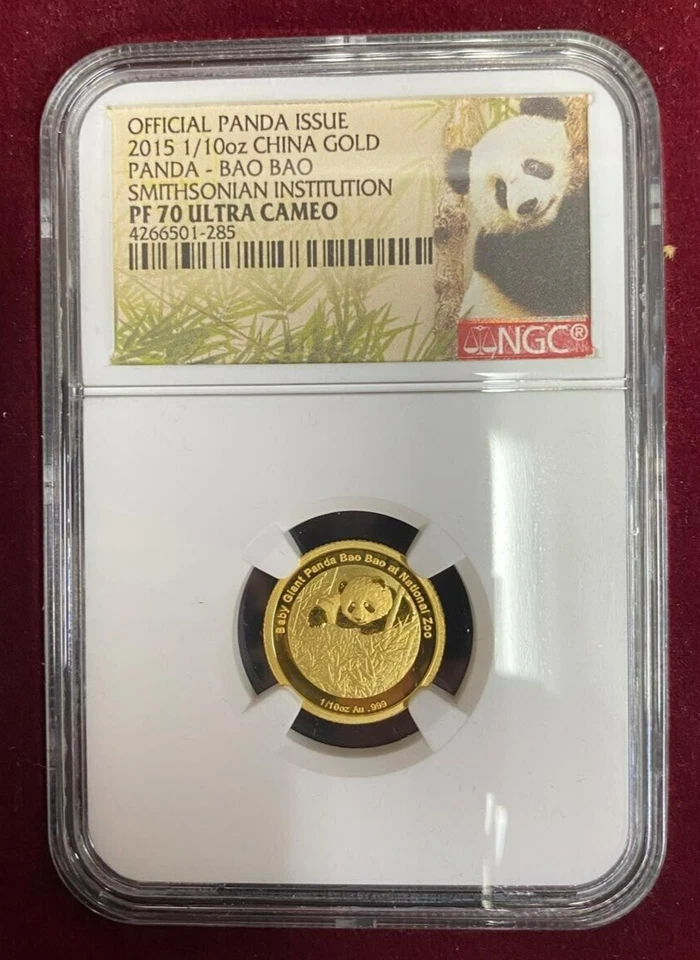 OFFICIAL PANDA ISSUE
2015 1/10oz CHINA GOLD
PANDA - BAO BAO
SMITHSONIAN INSTITUTION
PF 70 ULTRA CAMEO
4266501-285
NGC®
Baby Giant Panda Bao Bao at National Zoo
1/10oz Au .999